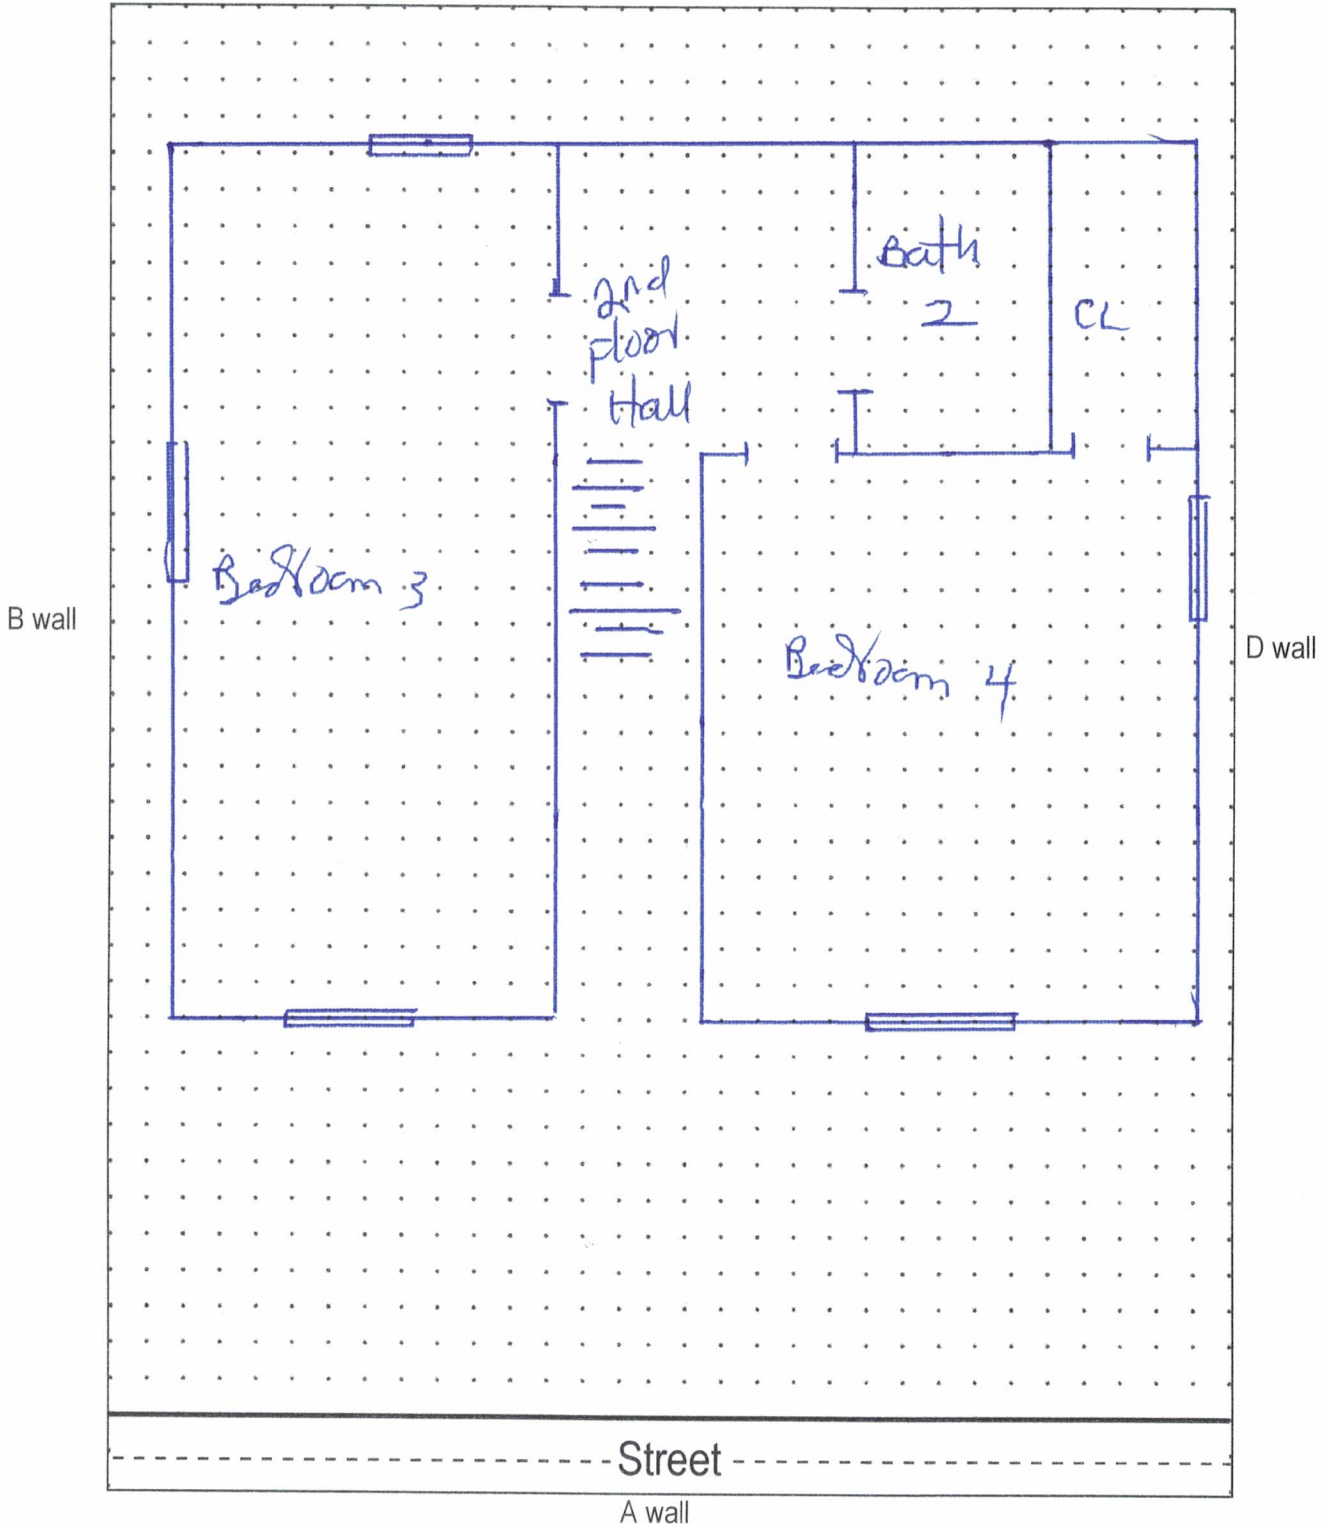 Bath
2
CL
2nd
floor
Hall
Bedroom 3
B wall
D wall
Bedroom 4
Street
A wall